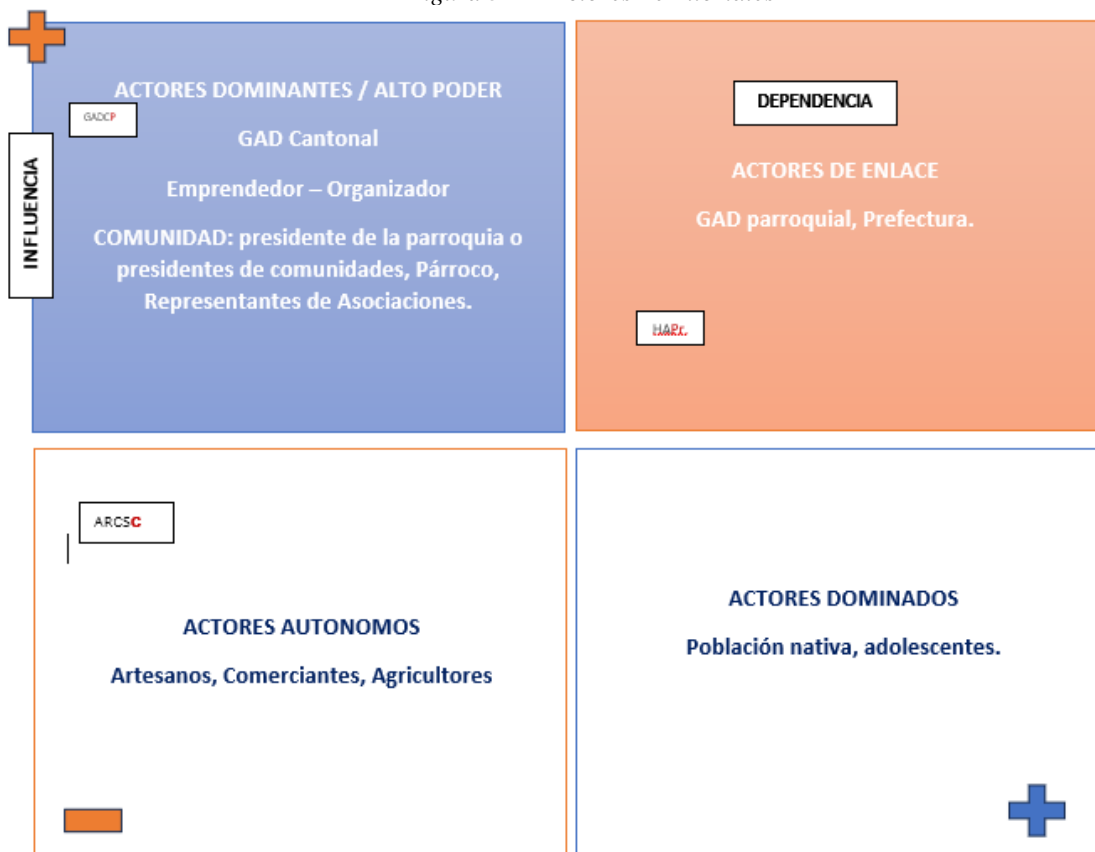 ACTORES DOMINANTES / ALTO PODER
GADCP
GAD Cantonal
INFLUENCIA
Emprendedor – Organizador
COMUNIDAD: presidente de la parroquia o
presidentes de comunidades, Párroco,
Representantes de Asociaciones.
DEPENDENCIA
ACTORES DE ENLACE
GAD parroquial, Prefectura.
HAPr.
ARCSC
ACTORES AUTONOMOS
Artesanos, Comerciantes, Agricultores
ACTORES DOMINADOS
Población nativa, adolescentes.